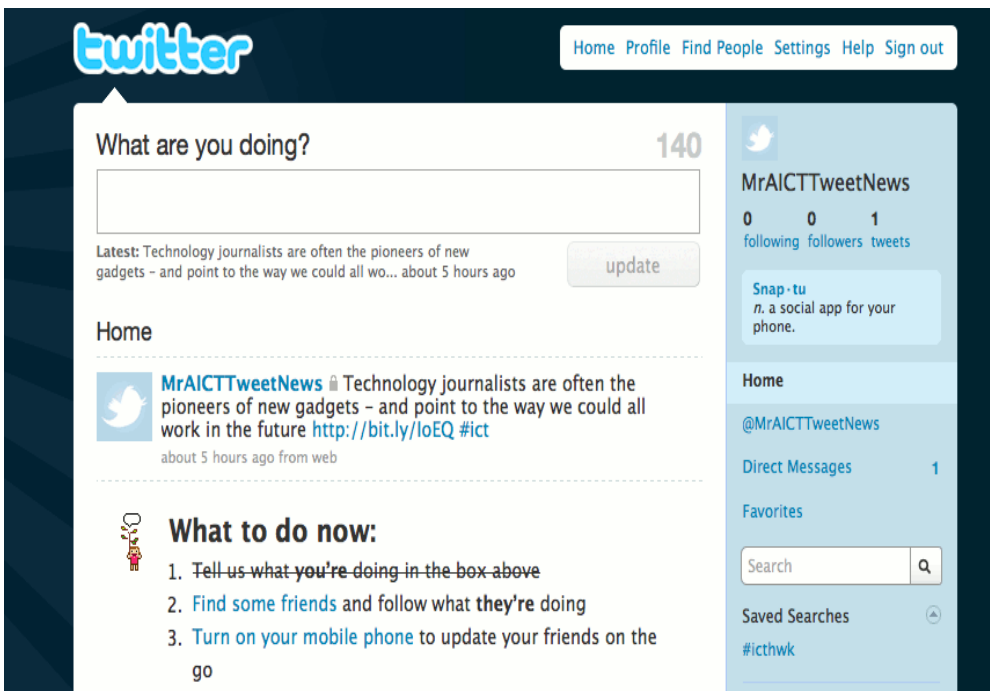 twitter
Home Profile Find People Settings Help Sign out
What are you doing?
140
Latest: Technology journalists are often the pioneers of new
gadgets – and point to the way we could all wo... about 5 hours ago
update
Home
MrAICTTweetNews Technology journalists are often the
pioneers of new gadgets – and point to the way we could all
work in the future http://bit.ly/IoEQ #ict
about 5 hours ago from web
What to do now:
1. Tell us what you're doing in the box above
2. Find some friends and follow what they're doing
3. Turn on your mobile phone to update your friends on the
go
MrAICTTweetNews
0 0 1
following followers tweets
Snap·tu
n. a social app for your
phone.
Home
@MrAICTTweetNews
Direct Messages 1
Favorites
Search
Saved Searches
#icthwk